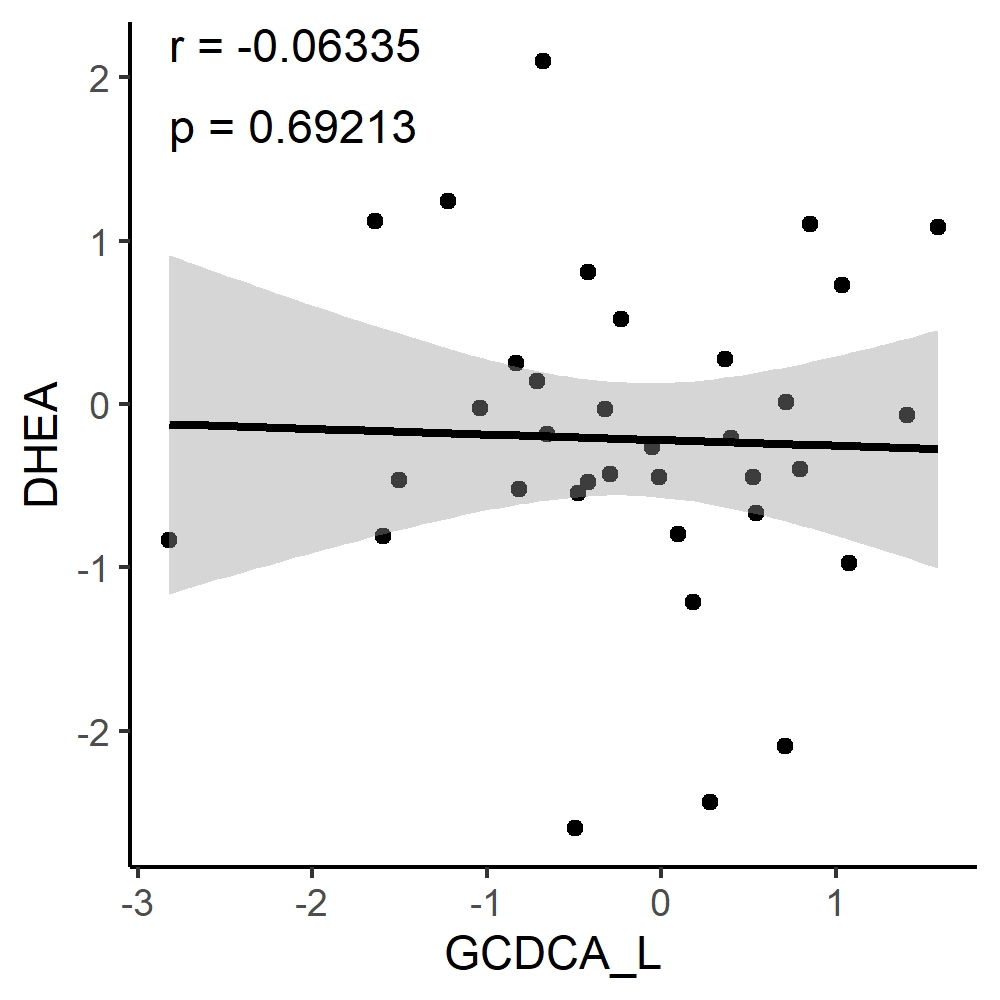 r = -0.06335
p = 0.69213
2
1
0
-1
-2
DHEA
-3 -2 -1 0 1
GCDCA_L